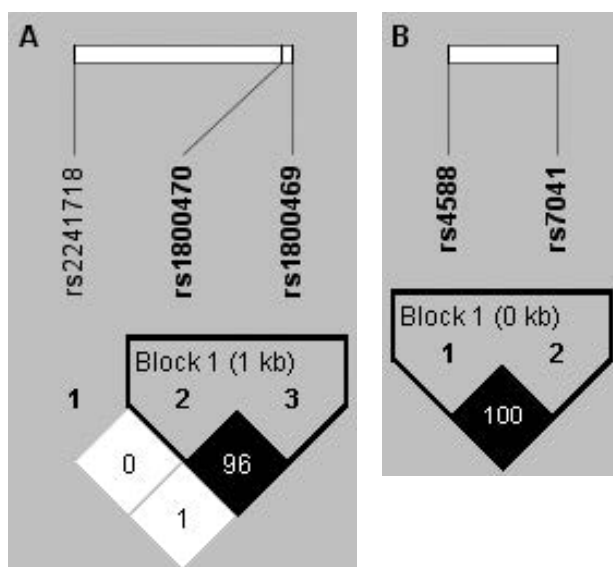 A
rs2241718
rs1800470
rs1800469
Block 1 (1 kb)
1 2 3
0 96
1
B
rs4588
rs7041
Block 1 (0 kb)
1 2
100